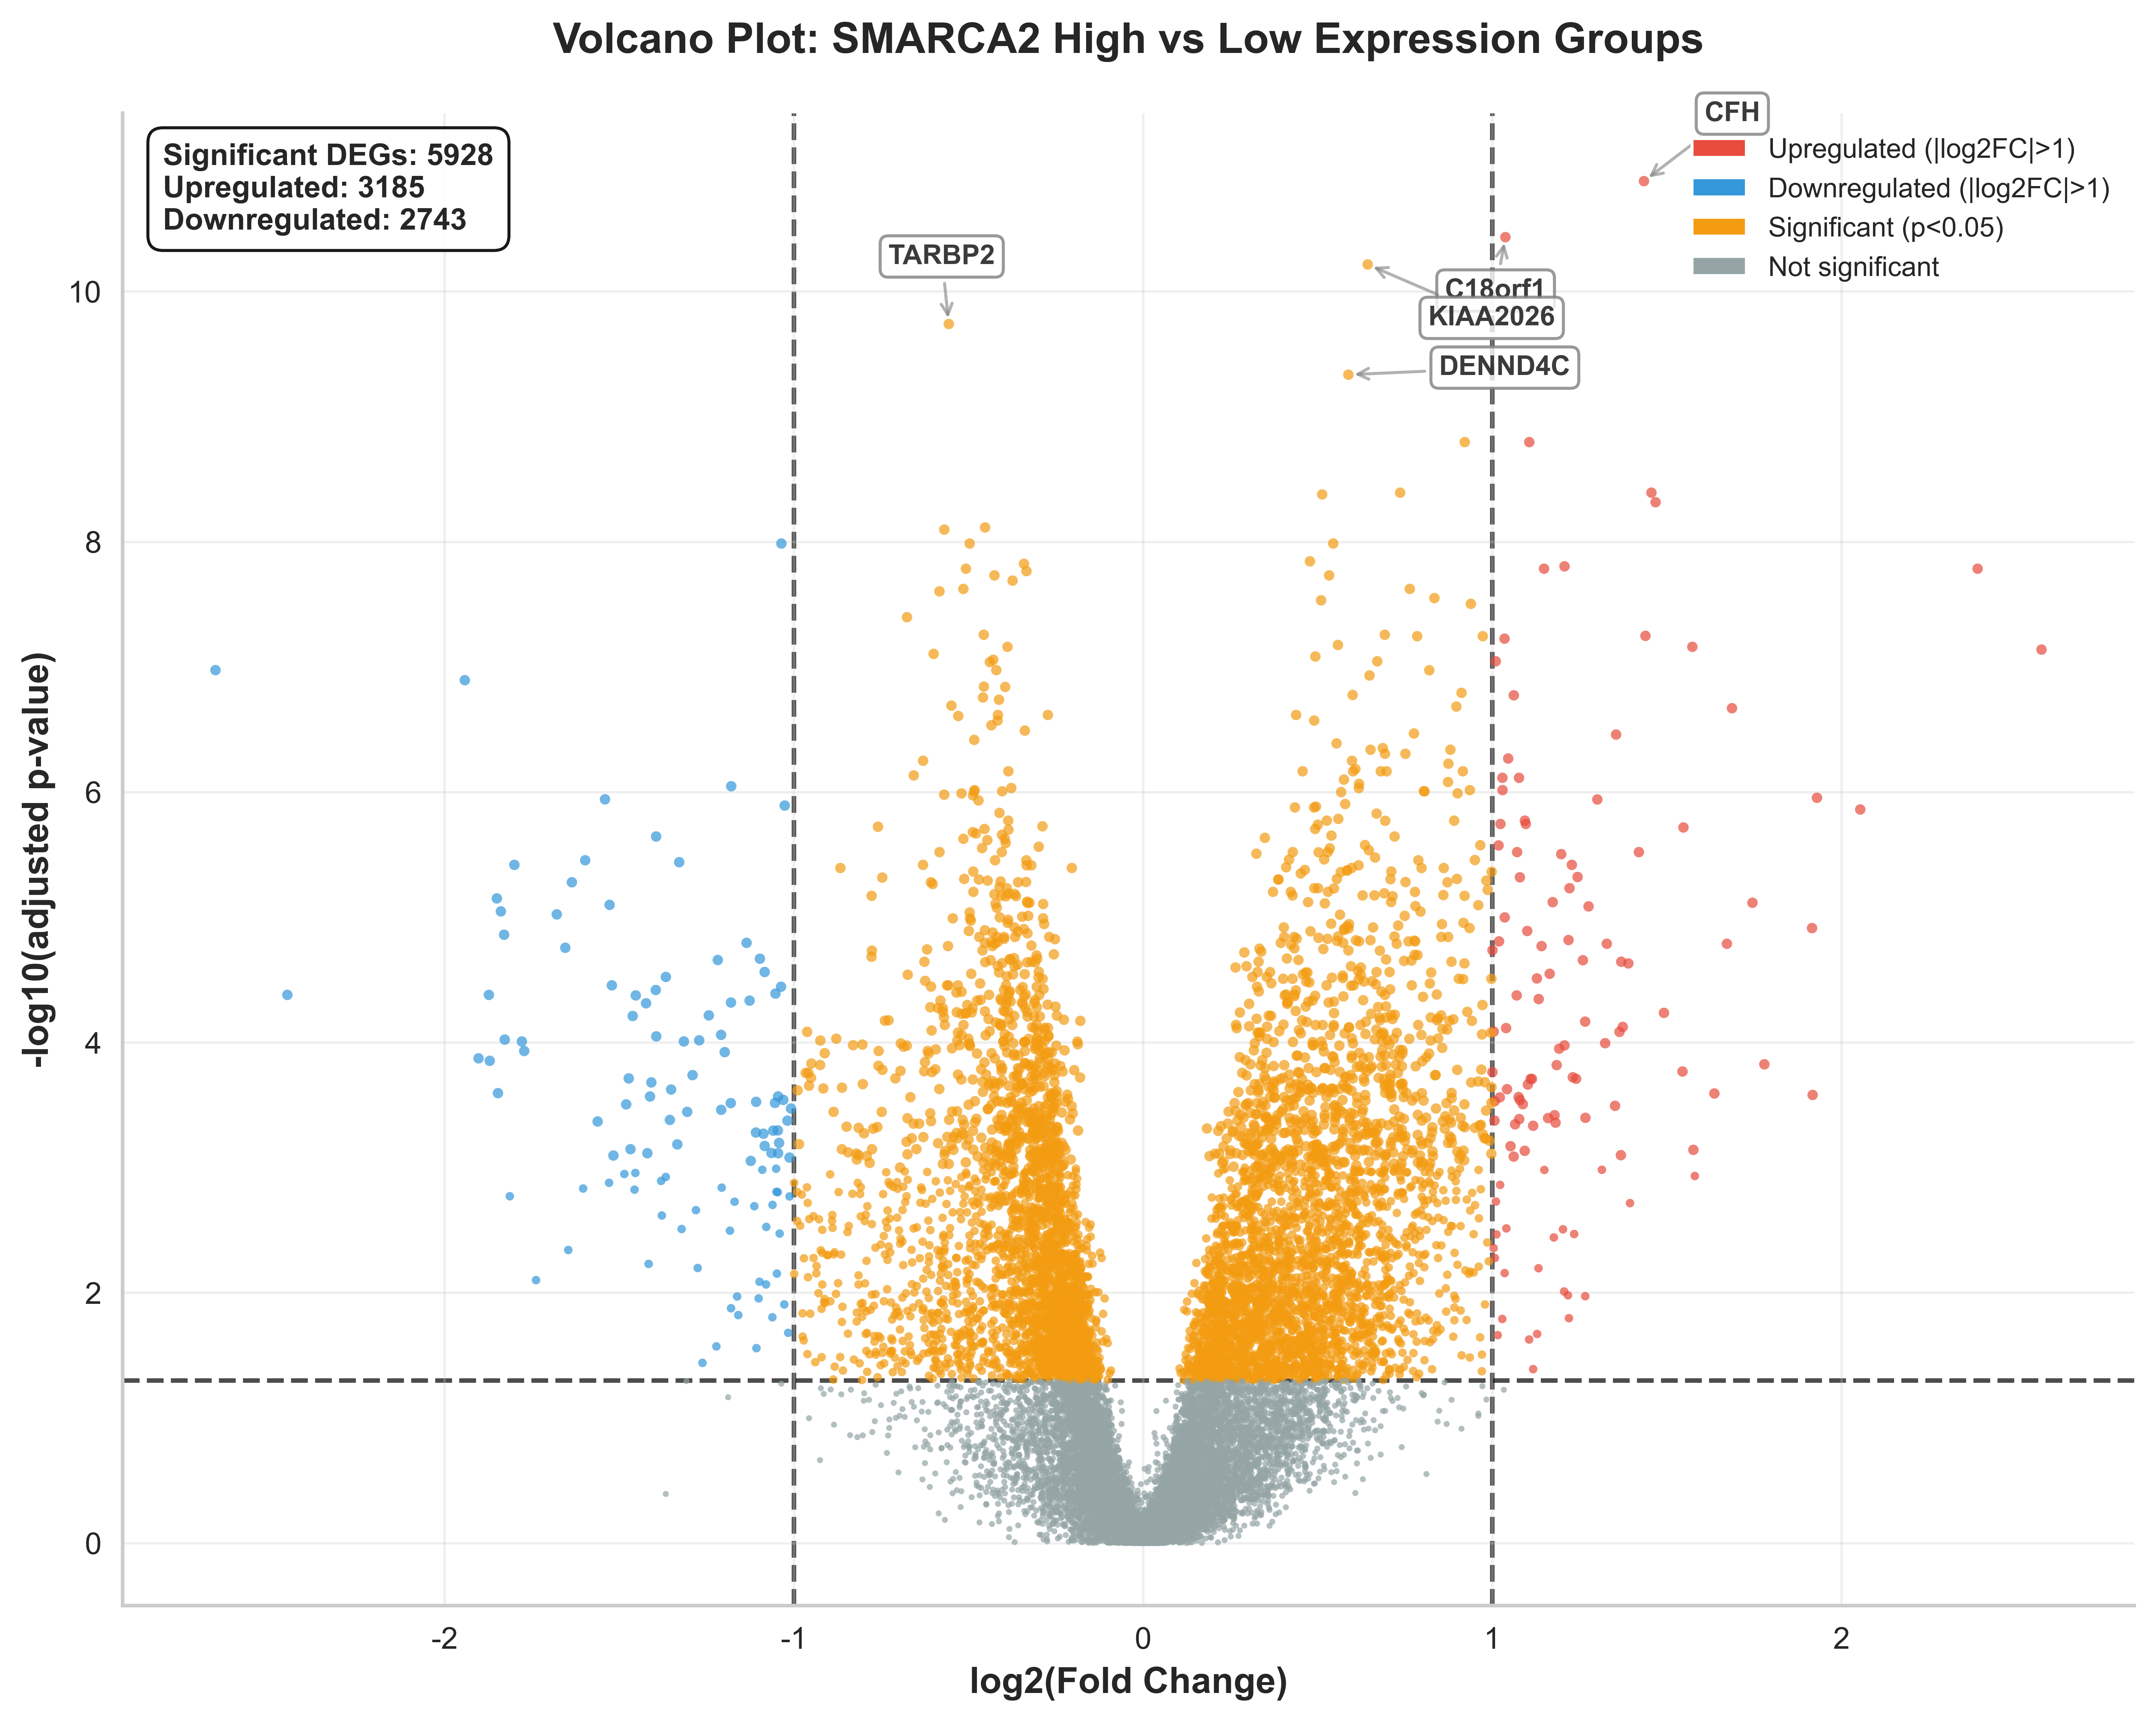 Volcano Plot: SMARCA2 High vs Low Expression Groups
Significant DEGs: 5928
Upregulated: 3185
Downregulated: 2743
CFH
Upregulated (|log2FC|>1)
Downregulated (|log2FC|>1)
Significant (p<0.05)
Not significant
TARBP2
C18orf1
KIAA2026
DENND4C
-log10(adjusted p-value)
10
8
6
4
2
0
-2
-1
0
1
2
log2(Fold Change)